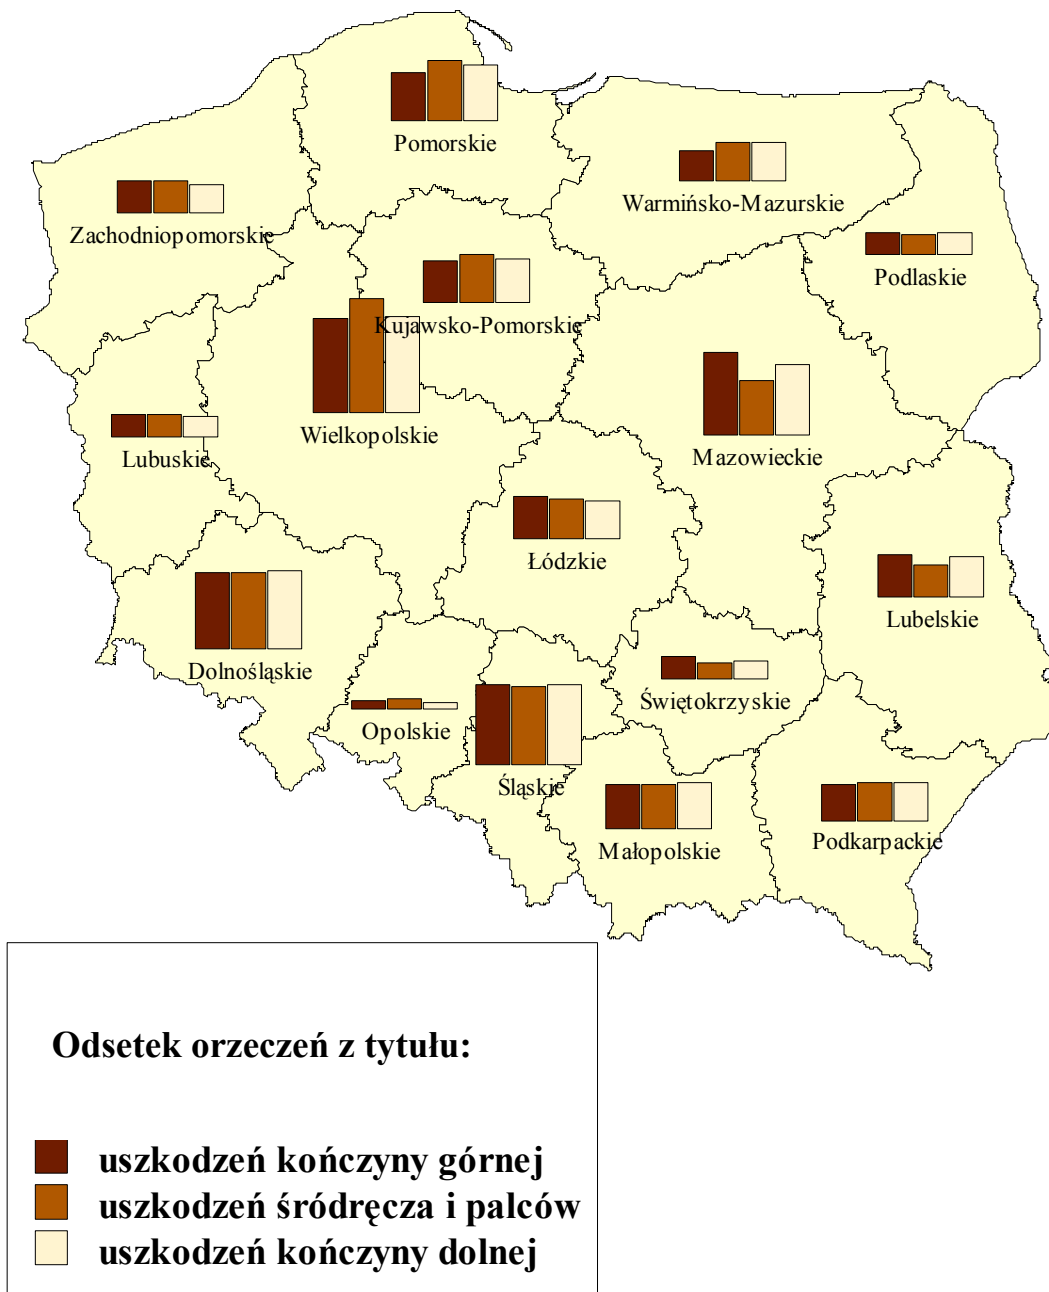 Pomorskie
Warmińsko-Mazurskie
Zachodniopomorskie
Podlaskie
Kujawsko-Pomorskie
Wielkopolskie
Mazowieckie
Lubuskie
Łódzkie
Lubelskie
Dolnośląskie
Świętokrzyskie
Opolskie
Śląskie
Małopolskie
Podkarpackie
Odsetek orzeczeń z tytułu:
uszkodzeń kończyny górnej
uszkodzeń śródręcza i palców
uszkodzeń kończyny dolnej